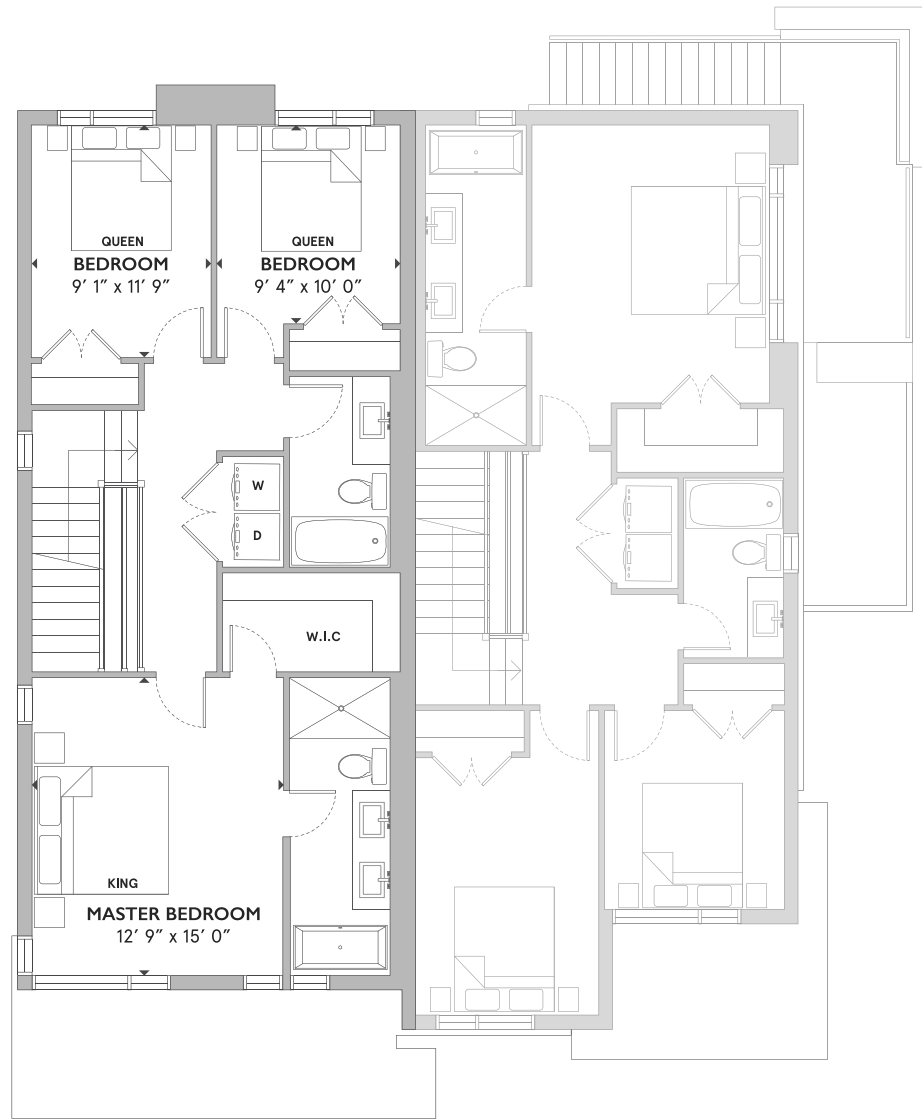 QUEEN
BEDROOM
9’ 1” x 11’ 9”
QUEEN
BEDROOM
9’ 4” x 10’ 0”
W
D
W.I.C
KING
MASTER BEDROOM
12’ 9” x 15’ 0”